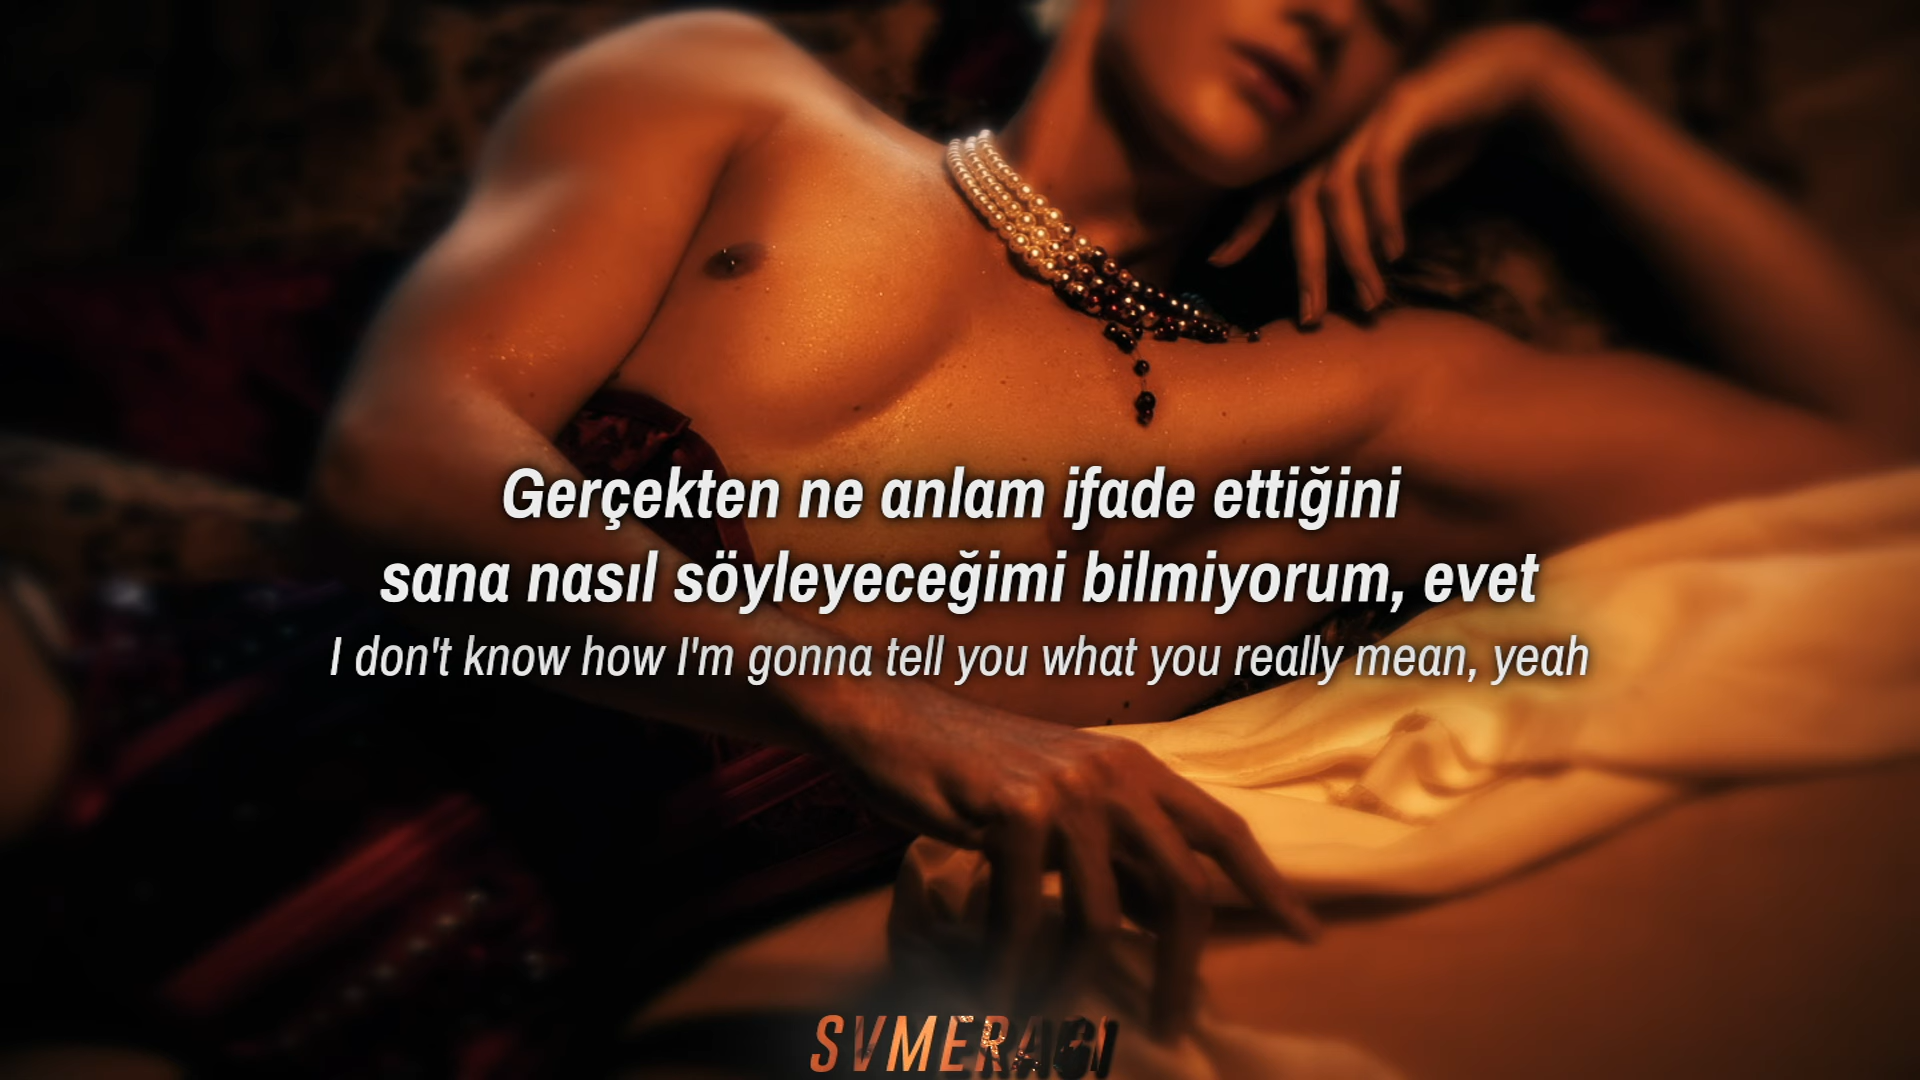 Gerçekten ne anlam ifade ettiğini
sana nasıl söyleyeceğimi bilmiyorum, evet
I don't know how I'm gonna tell you what you really mean, yeah
SVMERAGI